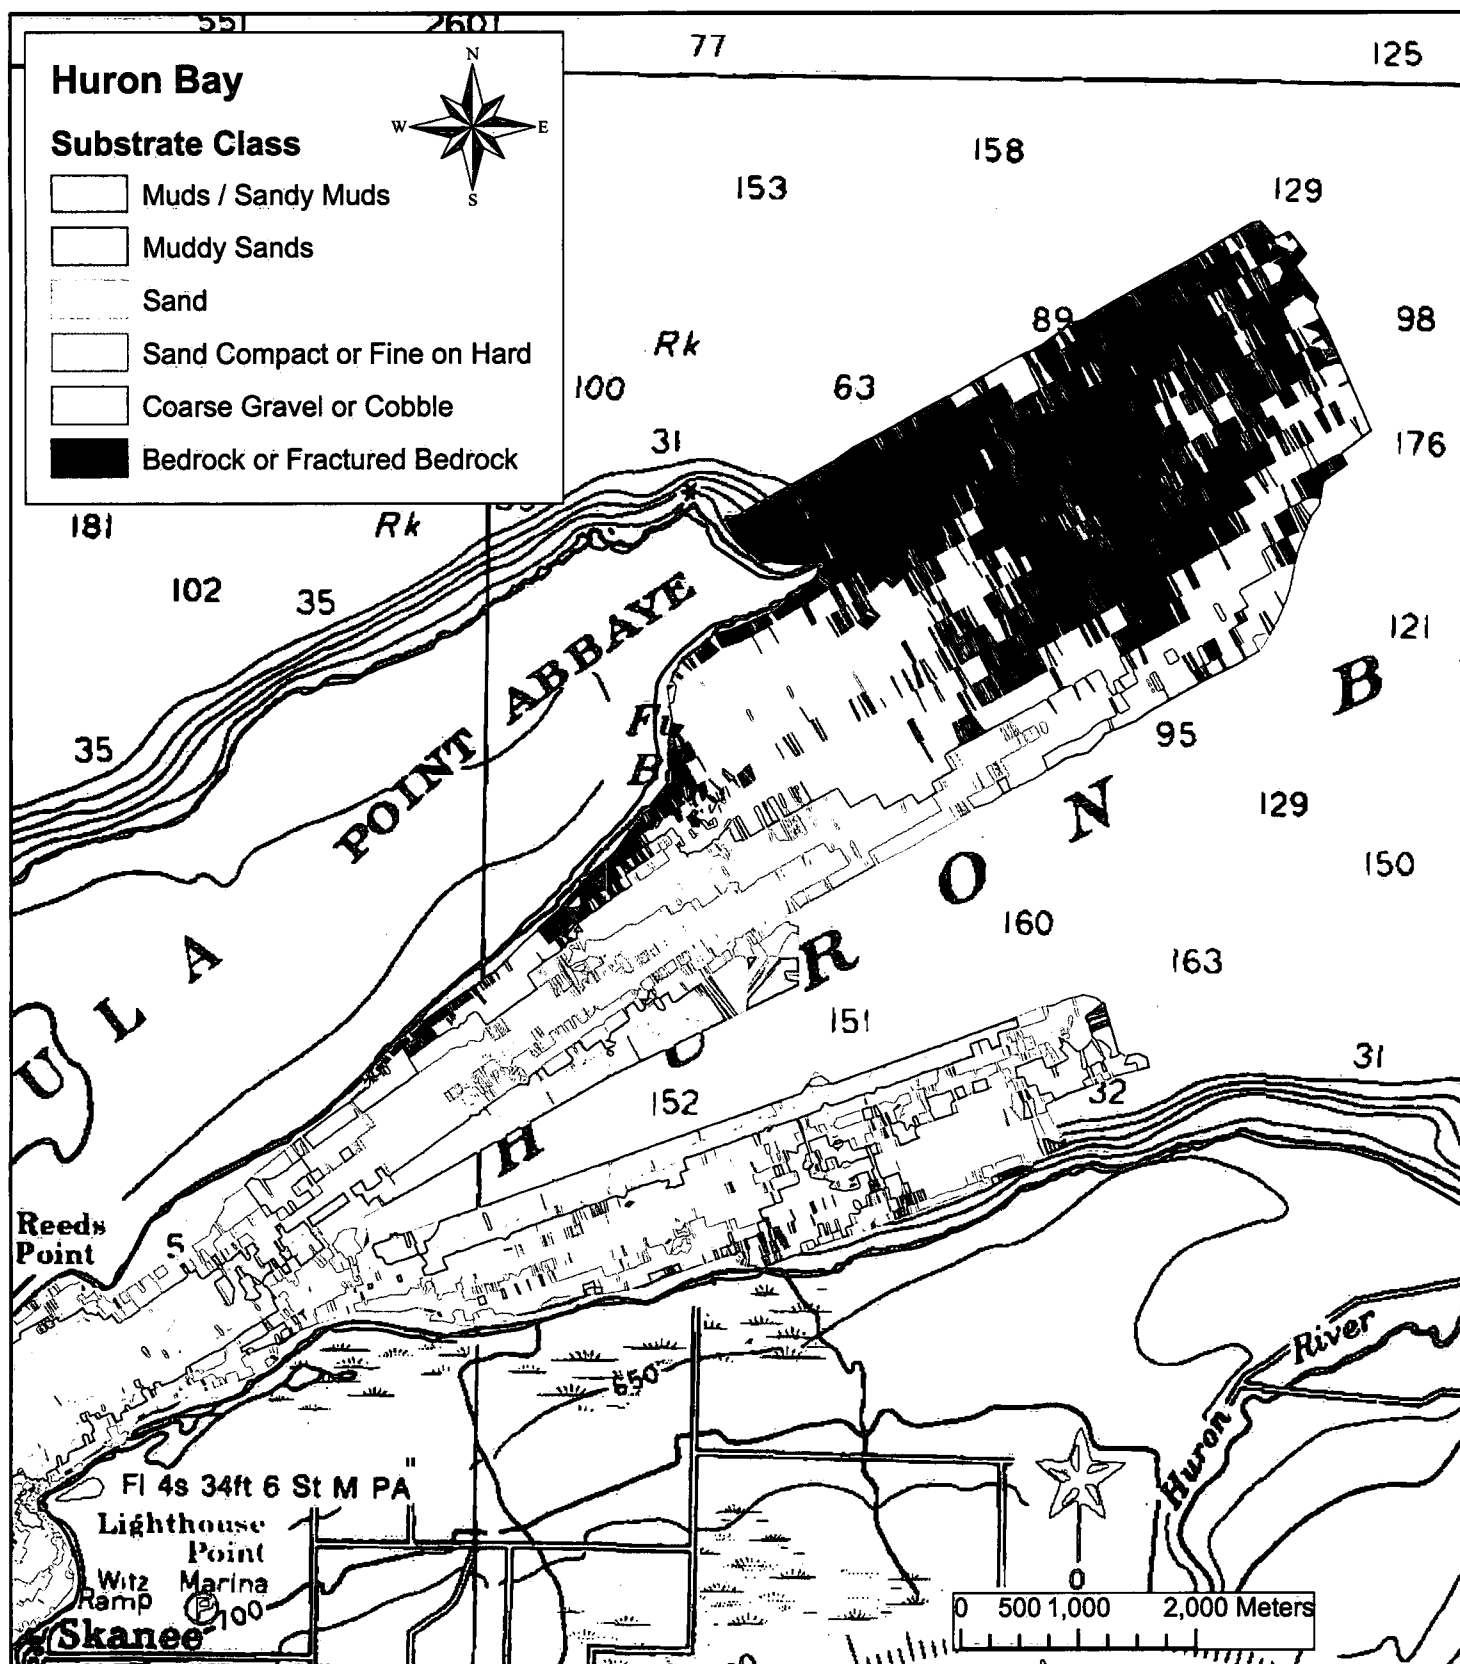 551
2601
77
125
Huron Bay
N
W E
S
Substrate Class
Muds / Sandy Muds
Muddy Sands
Sand
Sand Compact or Fine on Hard
Coarse Gravel or Cobble
Bedrock or Fractured Bedrock
158
153
129
89
98
Rk
100
63
31
176
181
Rk
102
35
121
POINT ABBAYE
B
35
95
N
129
O
150
160
R
163
ULA
151
U
31
152
32
H
Reeds
Point
5
650
River
Huron
Fl 4s 34ft 6 St M PA"
Lighthouse
Point
Witz Marina
Ramp
P
700
Skanee
0
0 500 1,000 2,000 Meters